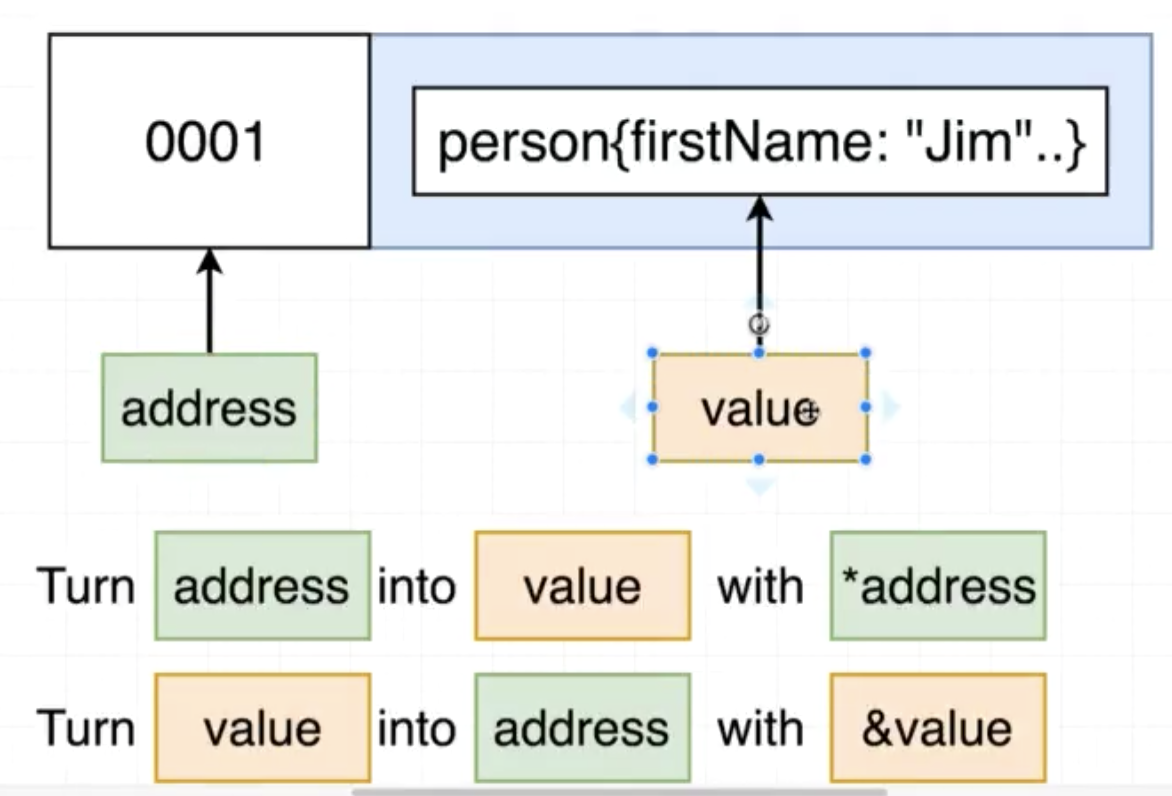 0001 person{firstName: "Jim"..}
address value
Turn address into value with *address
Turn value into address with &value